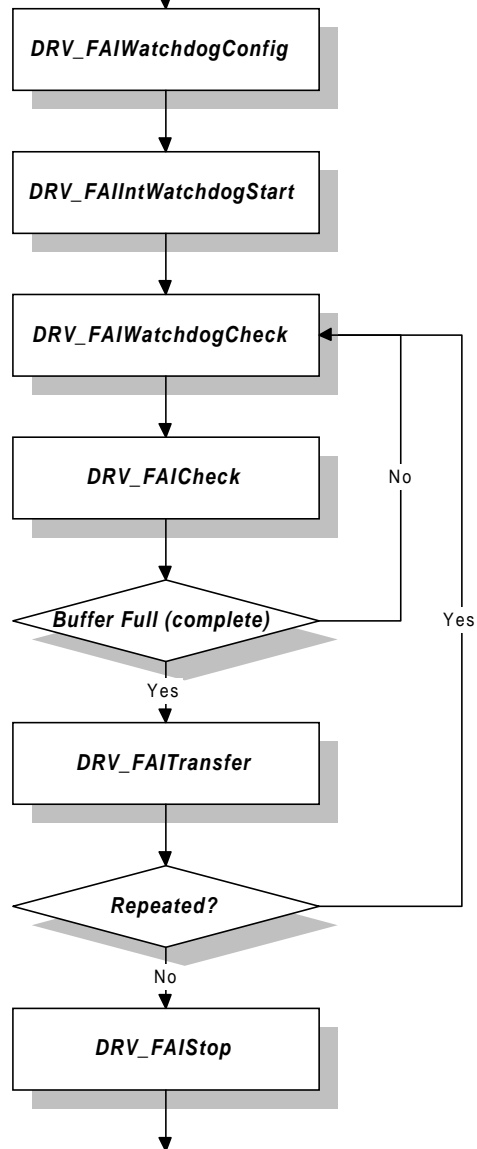 DRV_FAIWatchdogConfig
DRV_FAIIntWatchdogStart
DRV_FAIWatchdogCheck
DRV_FAICheck
No
Buffer Full (complete)
Yes
Yes
DRV_FAITransfer
Repeated?
No
DRV_FAIStop